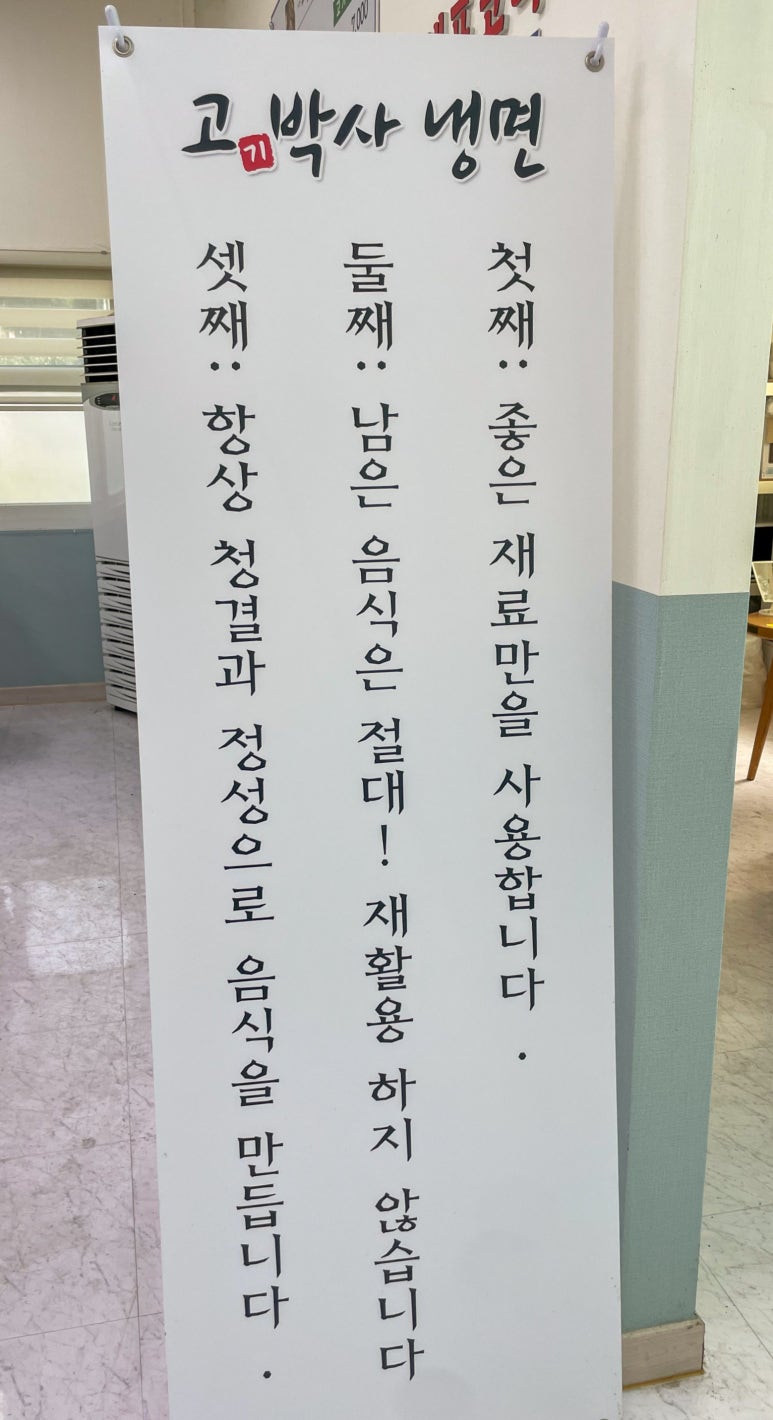 7,000
고기박사 냉면
첫째: 좋은 재료만을 사용합니다.
둘째: 남은 음식은 절대! 재활용 하지 않습니다
셋째: 항상 청결과 정성으로 음식을 만듭니다.